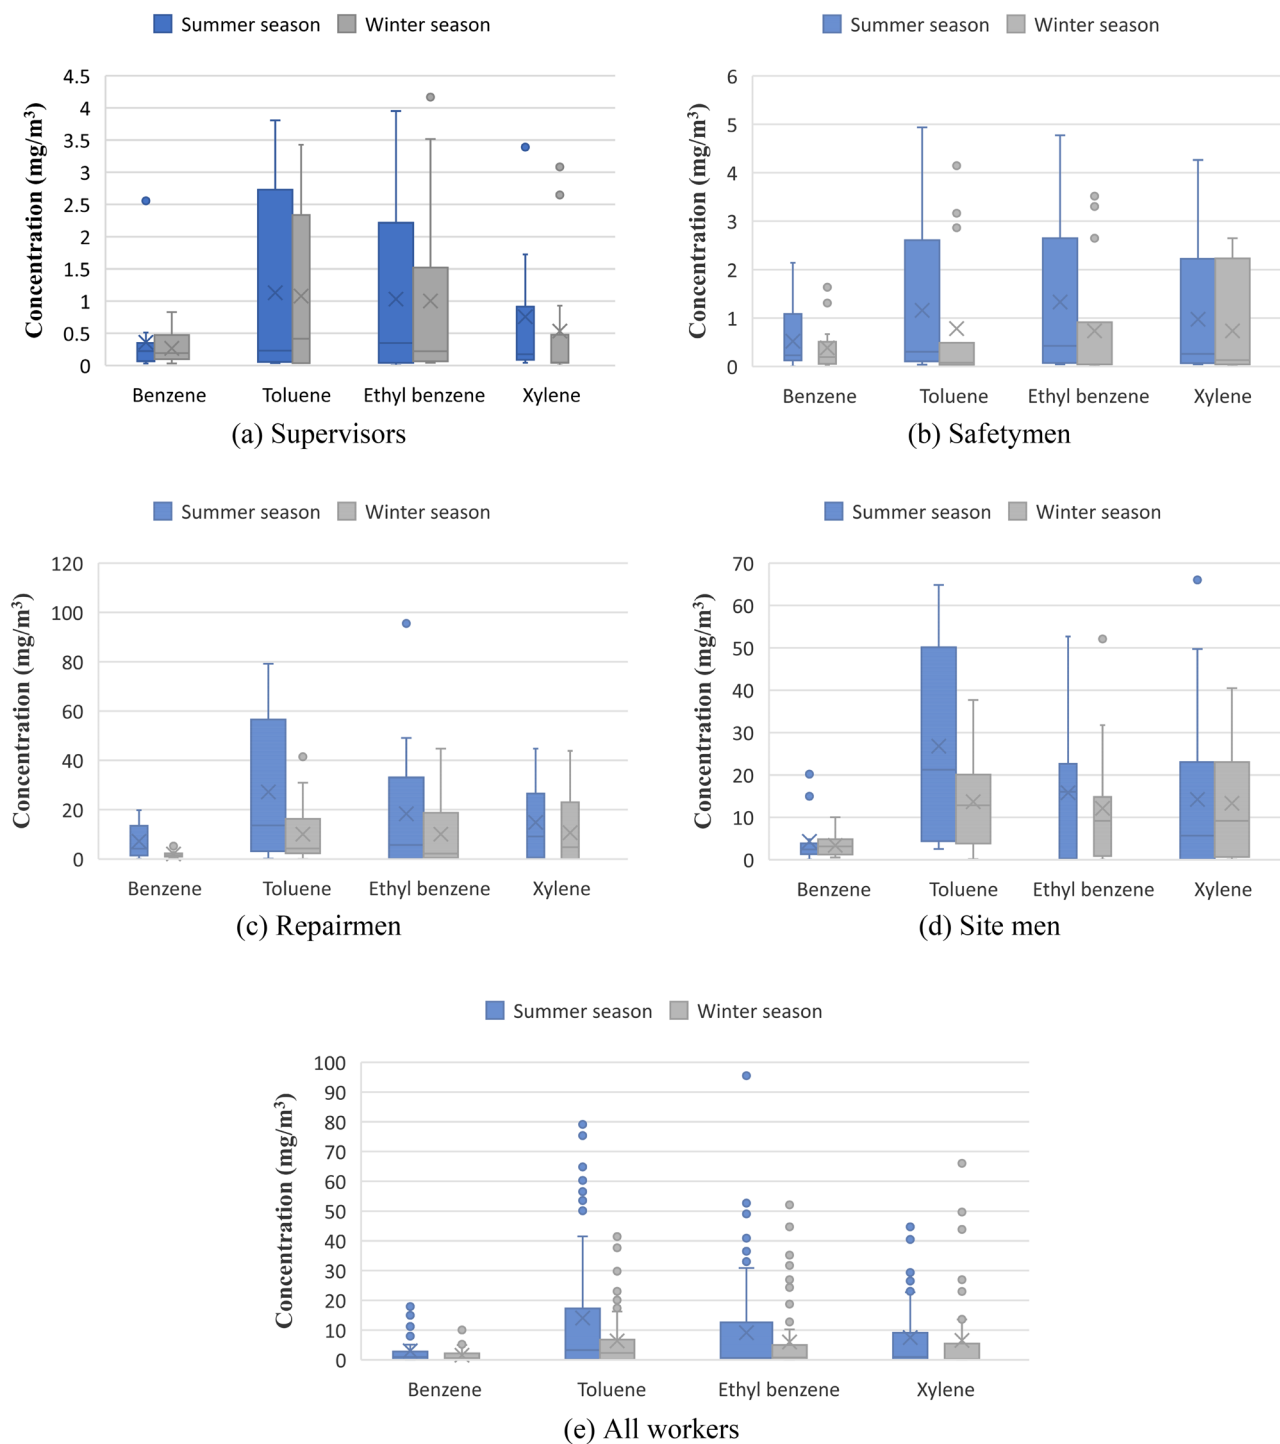 Summer season Winter season
Concentration (mg/m³)
4.5
4
3.5
3
2.5
2
1.5
1
0.5
0
Benzene Toluene Ethyl benzene Xylene
(a) Supervisors
Summer season Winter season
Concentration (mg/m³)
6
5
4
3
2
1
0
Benzene Toluene Ethyl benzene Xylene
(b) Safetymen
Summer season Winter season
Concentration (mg/m³)
120
100
80
60
40
20
0
Benzene Toluene Ethyl benzene Xylene
(c) Repairmen
Summer season Winter season
Concentration (mg/m³)
70
60
50
40
30
20
10
0
Benzene Toluene Ethyl benzene Xylene
(d) Site men
Summer season Winter season
Concentration (mg/m³)
100
90
80
70
60
50
40
30
20
10
0
Benzene Toluene Ethyl benzene Xylene
(e) All workers